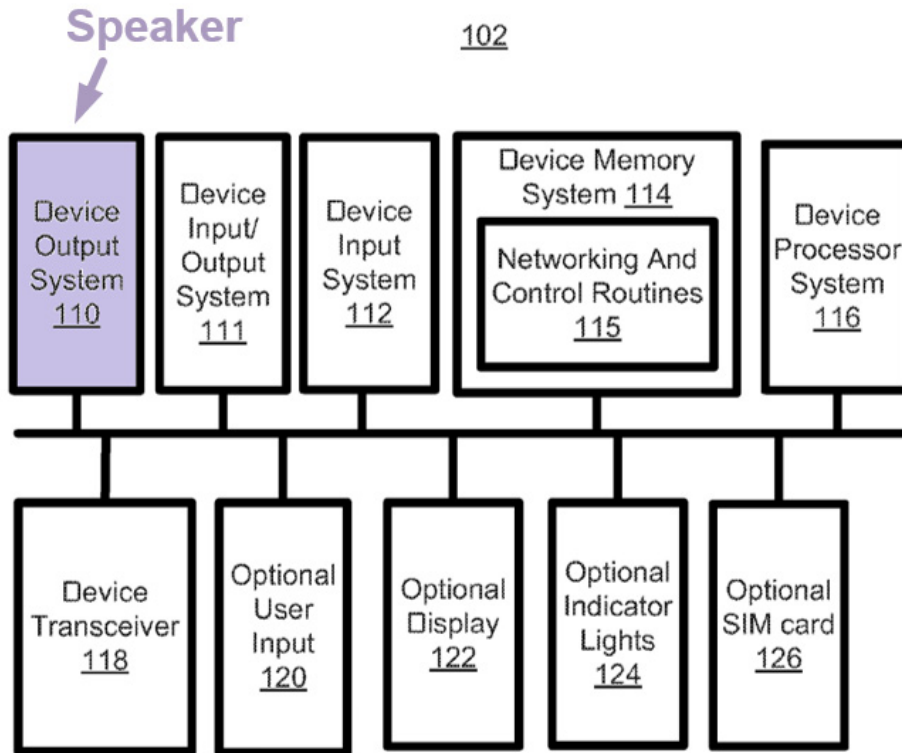 Speaker
102
Device
Output
System
110
Device
Input/
Output
System
111
Device
Input
System
112
Device Memory
System 114
Networking And
Control Routines
115
Device
Processor
System
116
Device
Transceiver
118
Optional
User
Input
120
Optional
Display
122
Optional
Indicator
Lights
124
Optional
SIM card
126